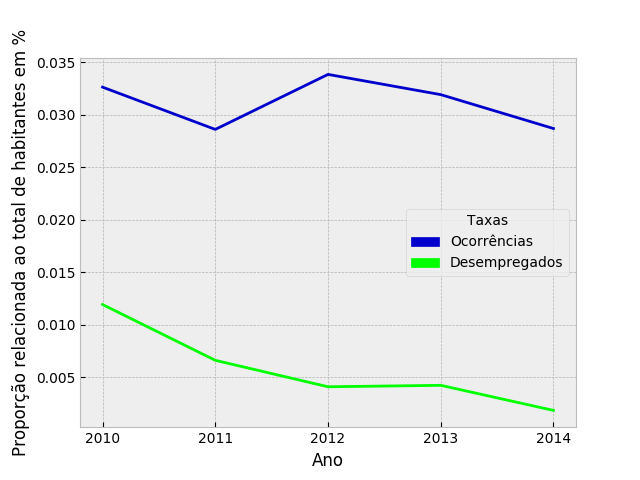 Proporção relacionada ao total de habitantes em %
0.035
0.030
0.025
0.020
0.015
0.010
0.005
Taxas
Ocorrências
Desempregados
2010 2011 2012 2013 2014
Ano